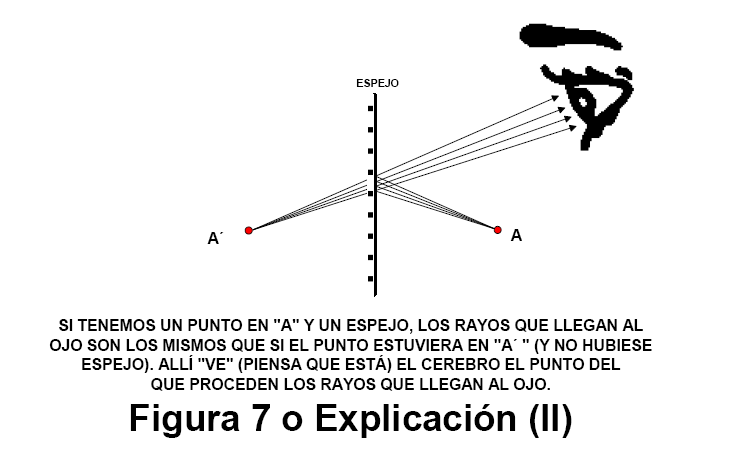 ESPEJO
A´
A
SI TENEMOS UN PUNTO EN "A" Y UN ESPEJO, LOS RAYOS QUE LLEGAN AL
OJO SON LOS MISMOS QUE SI EL PUNTO ESTUVIERA EN "A´ " (Y NO HUBIESE
ESPEJO). ALLÍ "VE" (PIENSA QUE ESTÁ) EL CEREBRO EL PUNTO DEL
QUE PROCEDEN LOS RAYOS QUE LLEGAN AL OJO.
Figura 7 o Explicación (II)